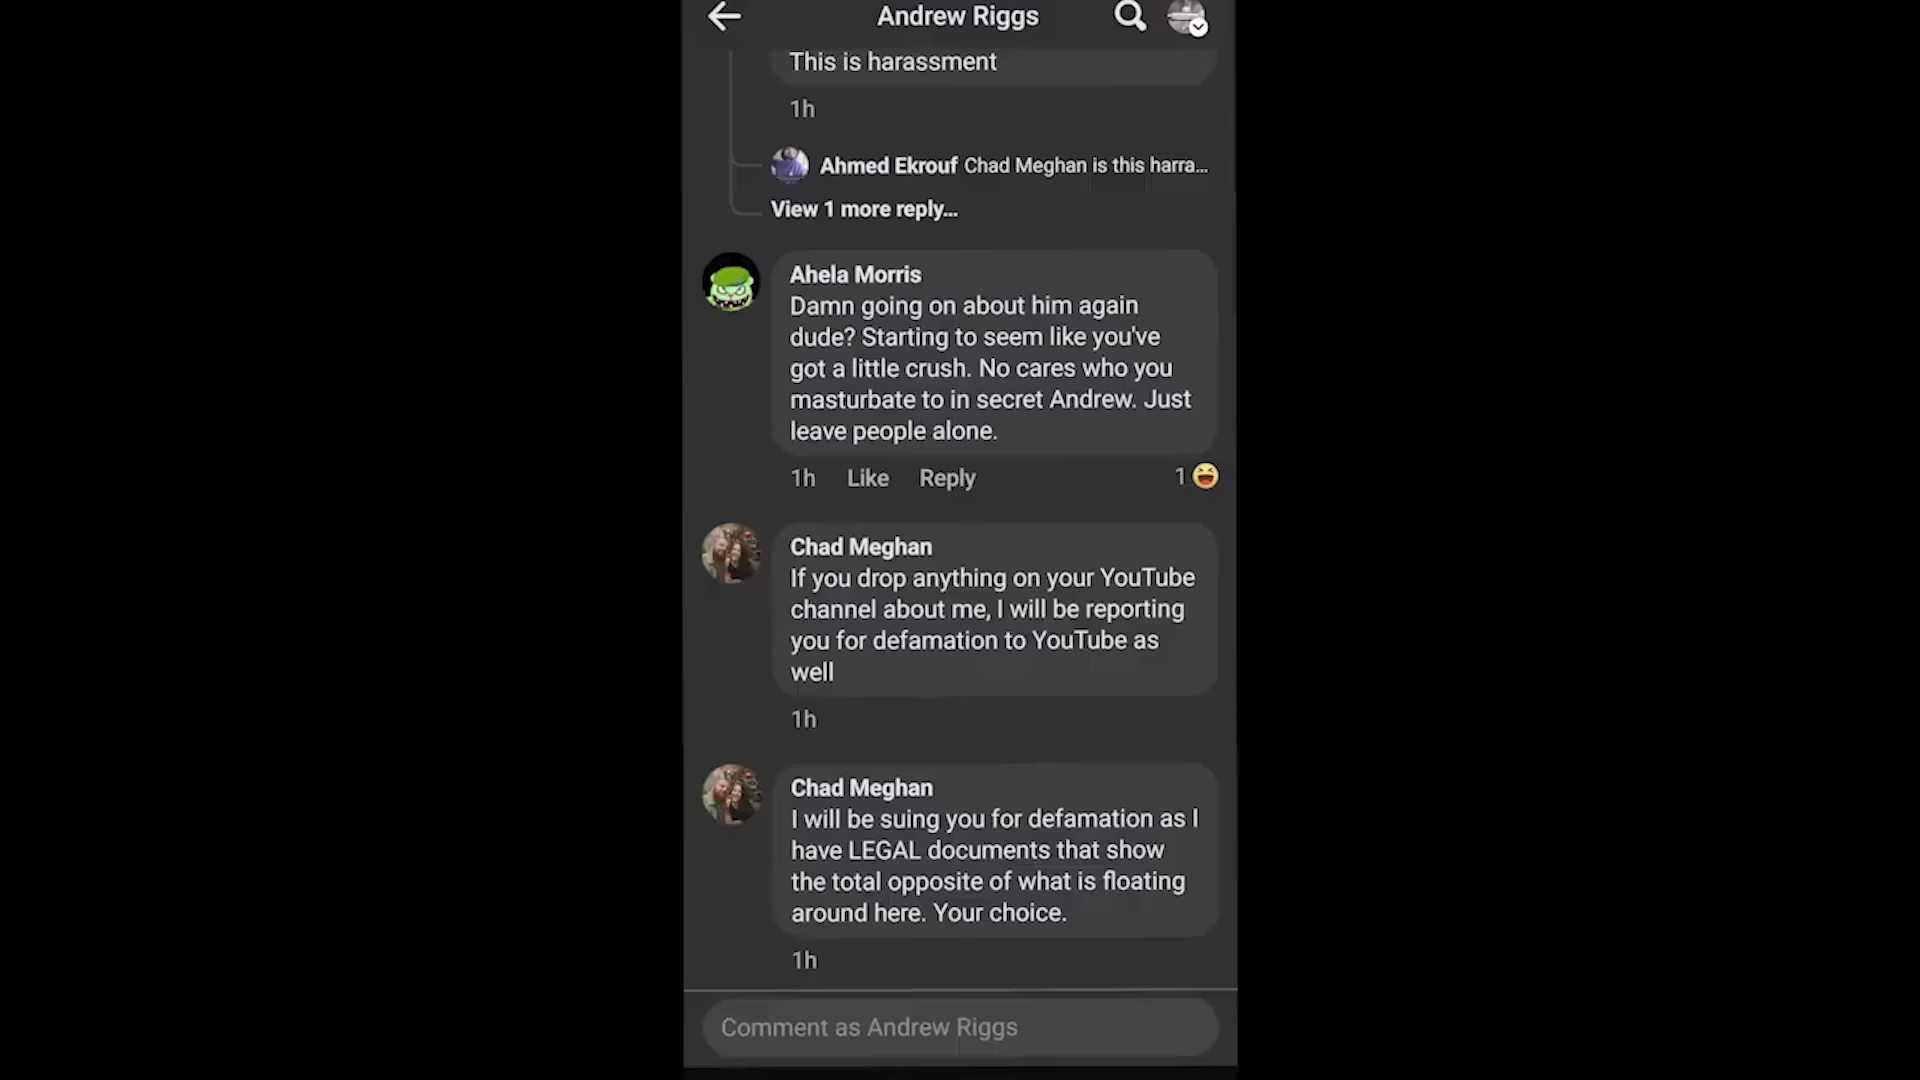 Andrew Riggs
This is harassment
1h
Ahmed Ekrouf Chad Meghan is this harra...
View 1 more reply...
Ahela Morris
Damn going on about him again
dude? Starting to seem like you've
got a little crush. No cares who you
masturbate to in secret Andrew. Just
leave people alone.
1h Like Reply 1
Chad Meghan
If you drop anything on your YouTube
channel about me, I will be reporting
you for defamation to YouTube as
well
1h
Chad Meghan
I will be suing you for defamation as I
have LEGAL documents that show
the total opposite of what is floating
around here. Your choice.
1h
Comment as Andrew Riggs